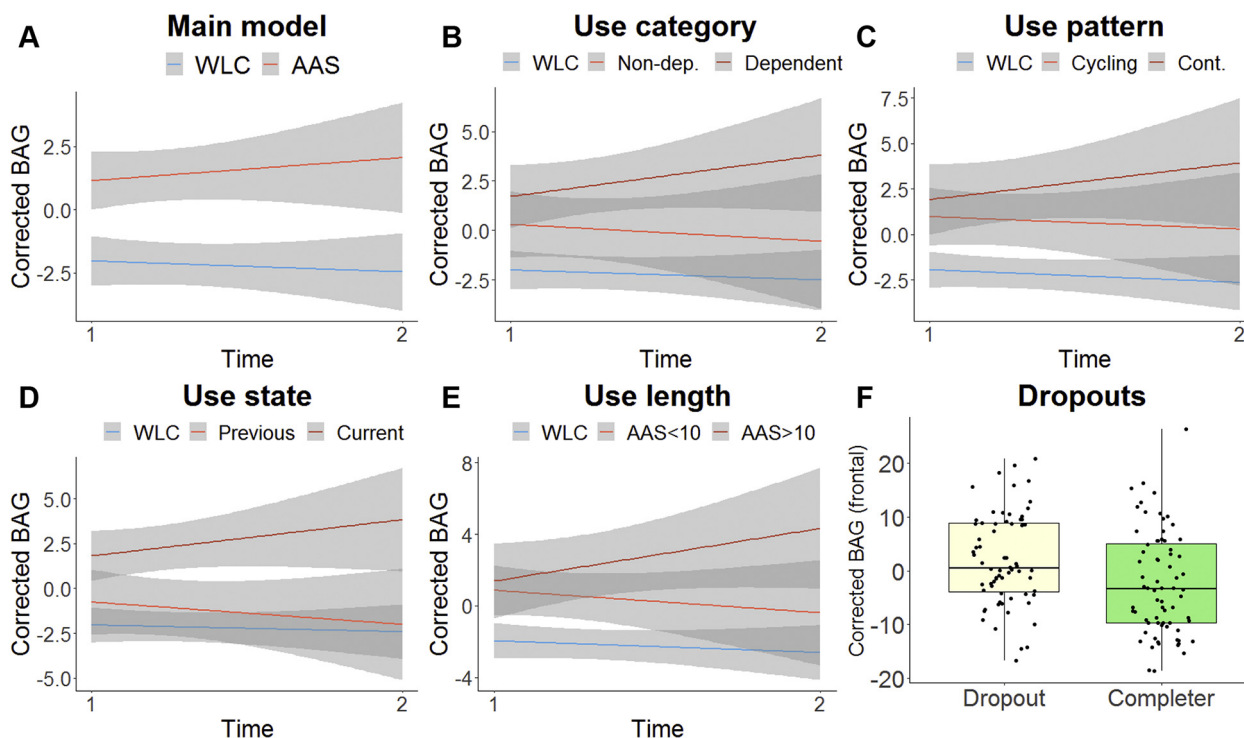 A Main model
WLC AAS
Corrected BAG
2.5
0.0
-2.5
1 2
Time
B Use category
WLC Non-dep. Dependent
Corrected BAG
5.0
2.5
0.0
-2.5
1 2
Time
C Use pattern
WLC Cycling Cont.
Corrected BAG
7.5
5.0
2.5
0.0
-2.5
1 2
Time
D Use state
WLC Previous Current
Corrected BAG
5.0
2.5
0.0
-2.5
-5.0
1 2
Time
E Use length
WLC AAS<10 AAS>10
Corrected BAG
8
4
0
-4
1 2
Time
F Dropouts
Corrected BAG (frontal)
20
10
0
-10
-20
Dropout Completer